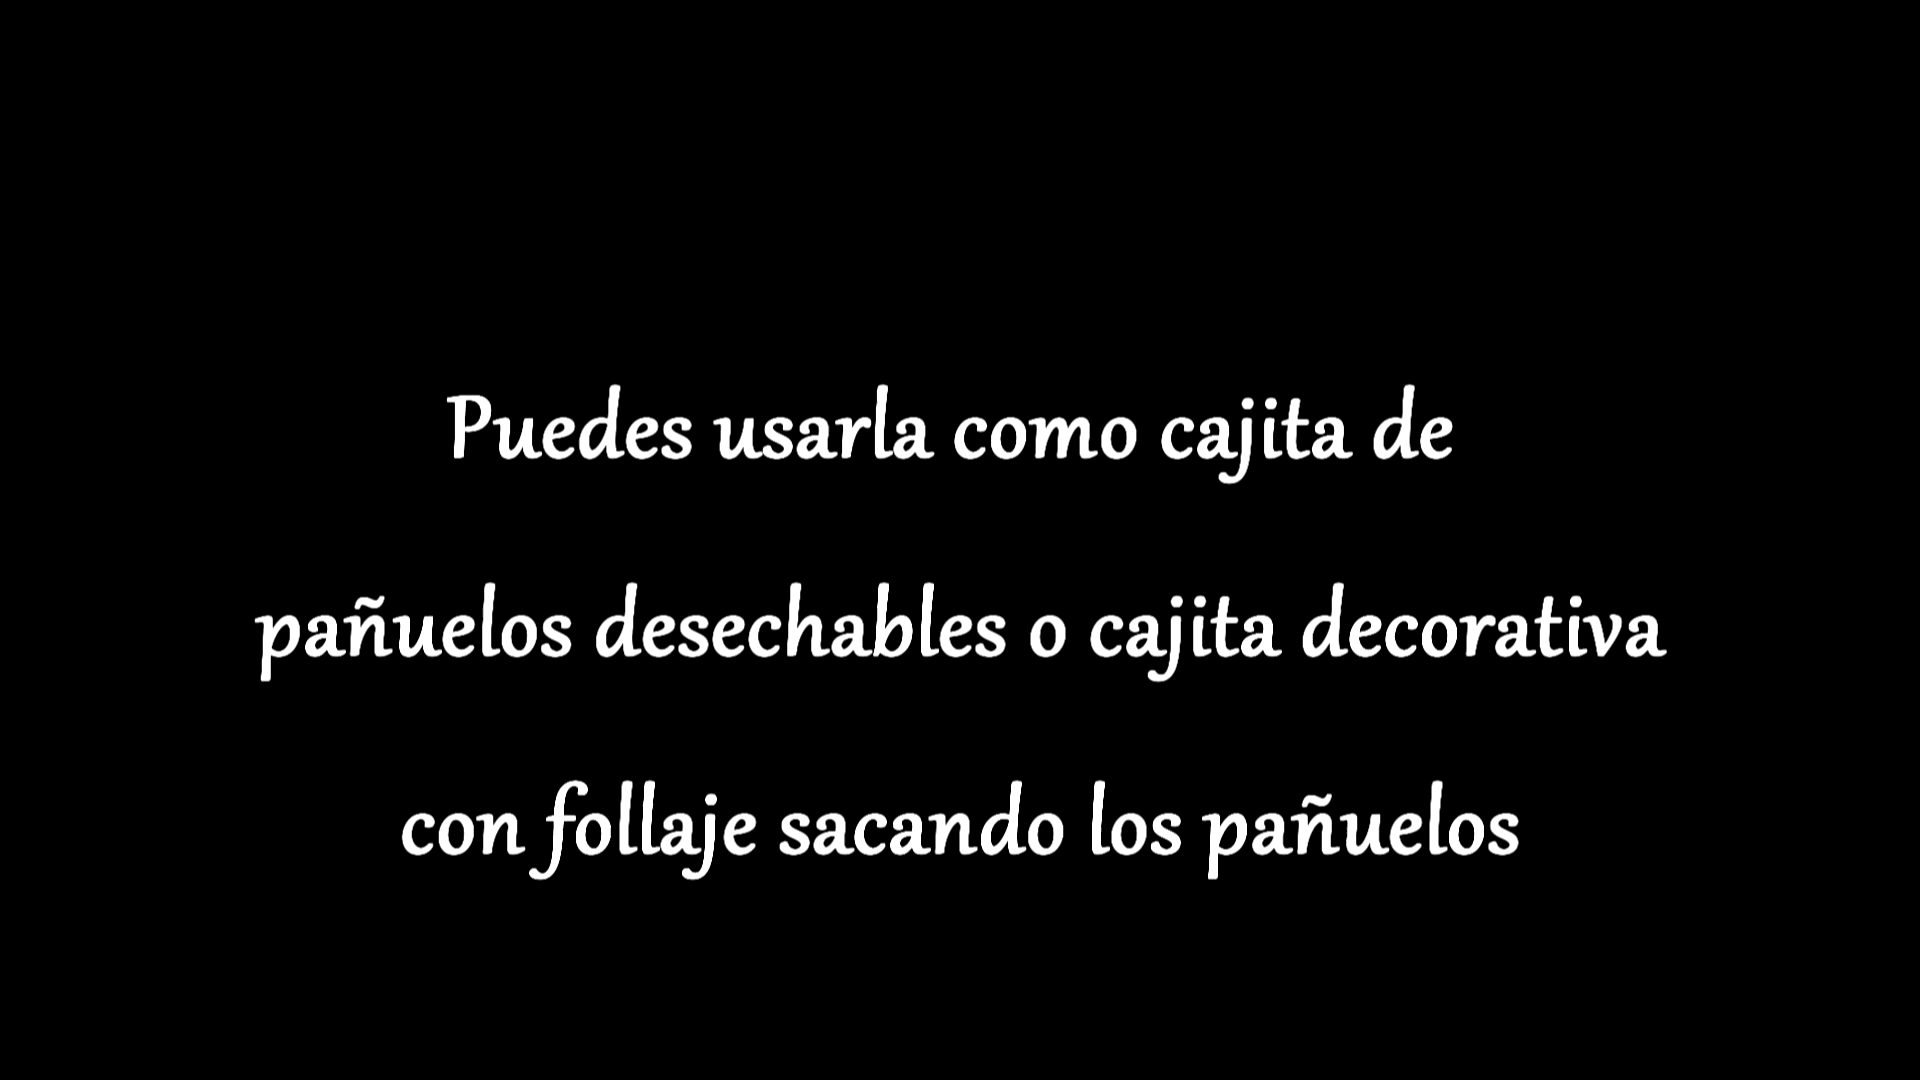 Puedes usarla como cajita de
pañuelos desechables o cajita decorativa
con follaje sacando los pañuelos